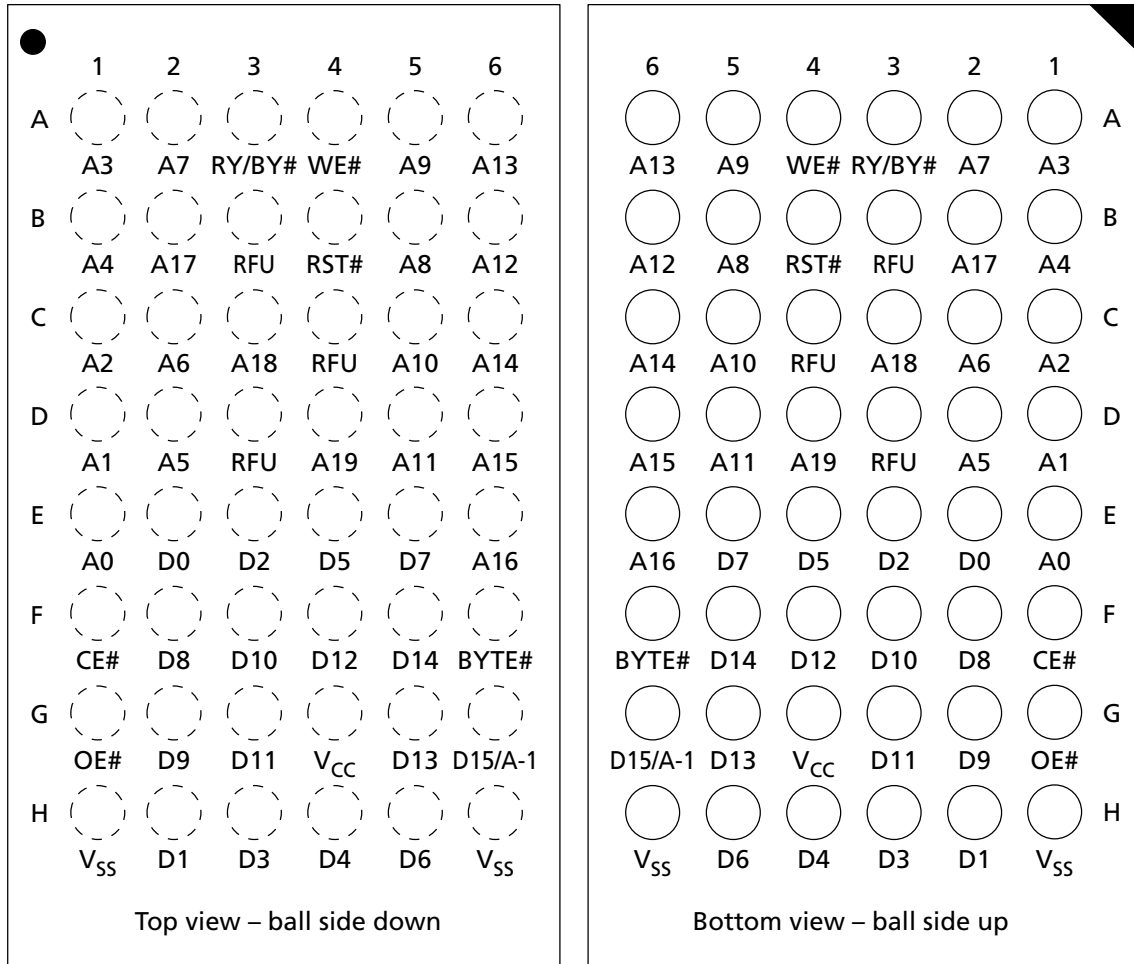 1 2 3 4 5 6
A
A3 A7 RY/BY# WE# A9 A13
B
A4 A17 RFU RST# A8 A12
C
A2 A6 A18 RFU A10 A14
D
A1 A5 RFU A19 A11 A15
E
A0 D0 D2 D5 D7 A16
F
CE# D8 D10 D12 D14 BYTE#
G
OE# D9 D11 VCC D13 D15/A-1
H
VSS D1 D3 D4 D6 VSS
Top view – ball side down
6 5 4 3 2 1
A
A13 A9 WE# RY/BY# A7 A3
B
A12 A8 RST# RFU A17 A4
C
A14 A10 RFU A18 A6 A2
D
A15 A11 A19 RFU A5 A1
E
A16 D7 D5 D2 D0 A0
F
BYTE# D14 D12 D10 D8 CE#
G
D15/A-1 D13 VCC D11 D9 OE#
H
VSS D6 D4 D3 D1 VSS
Bottom view – ball side up